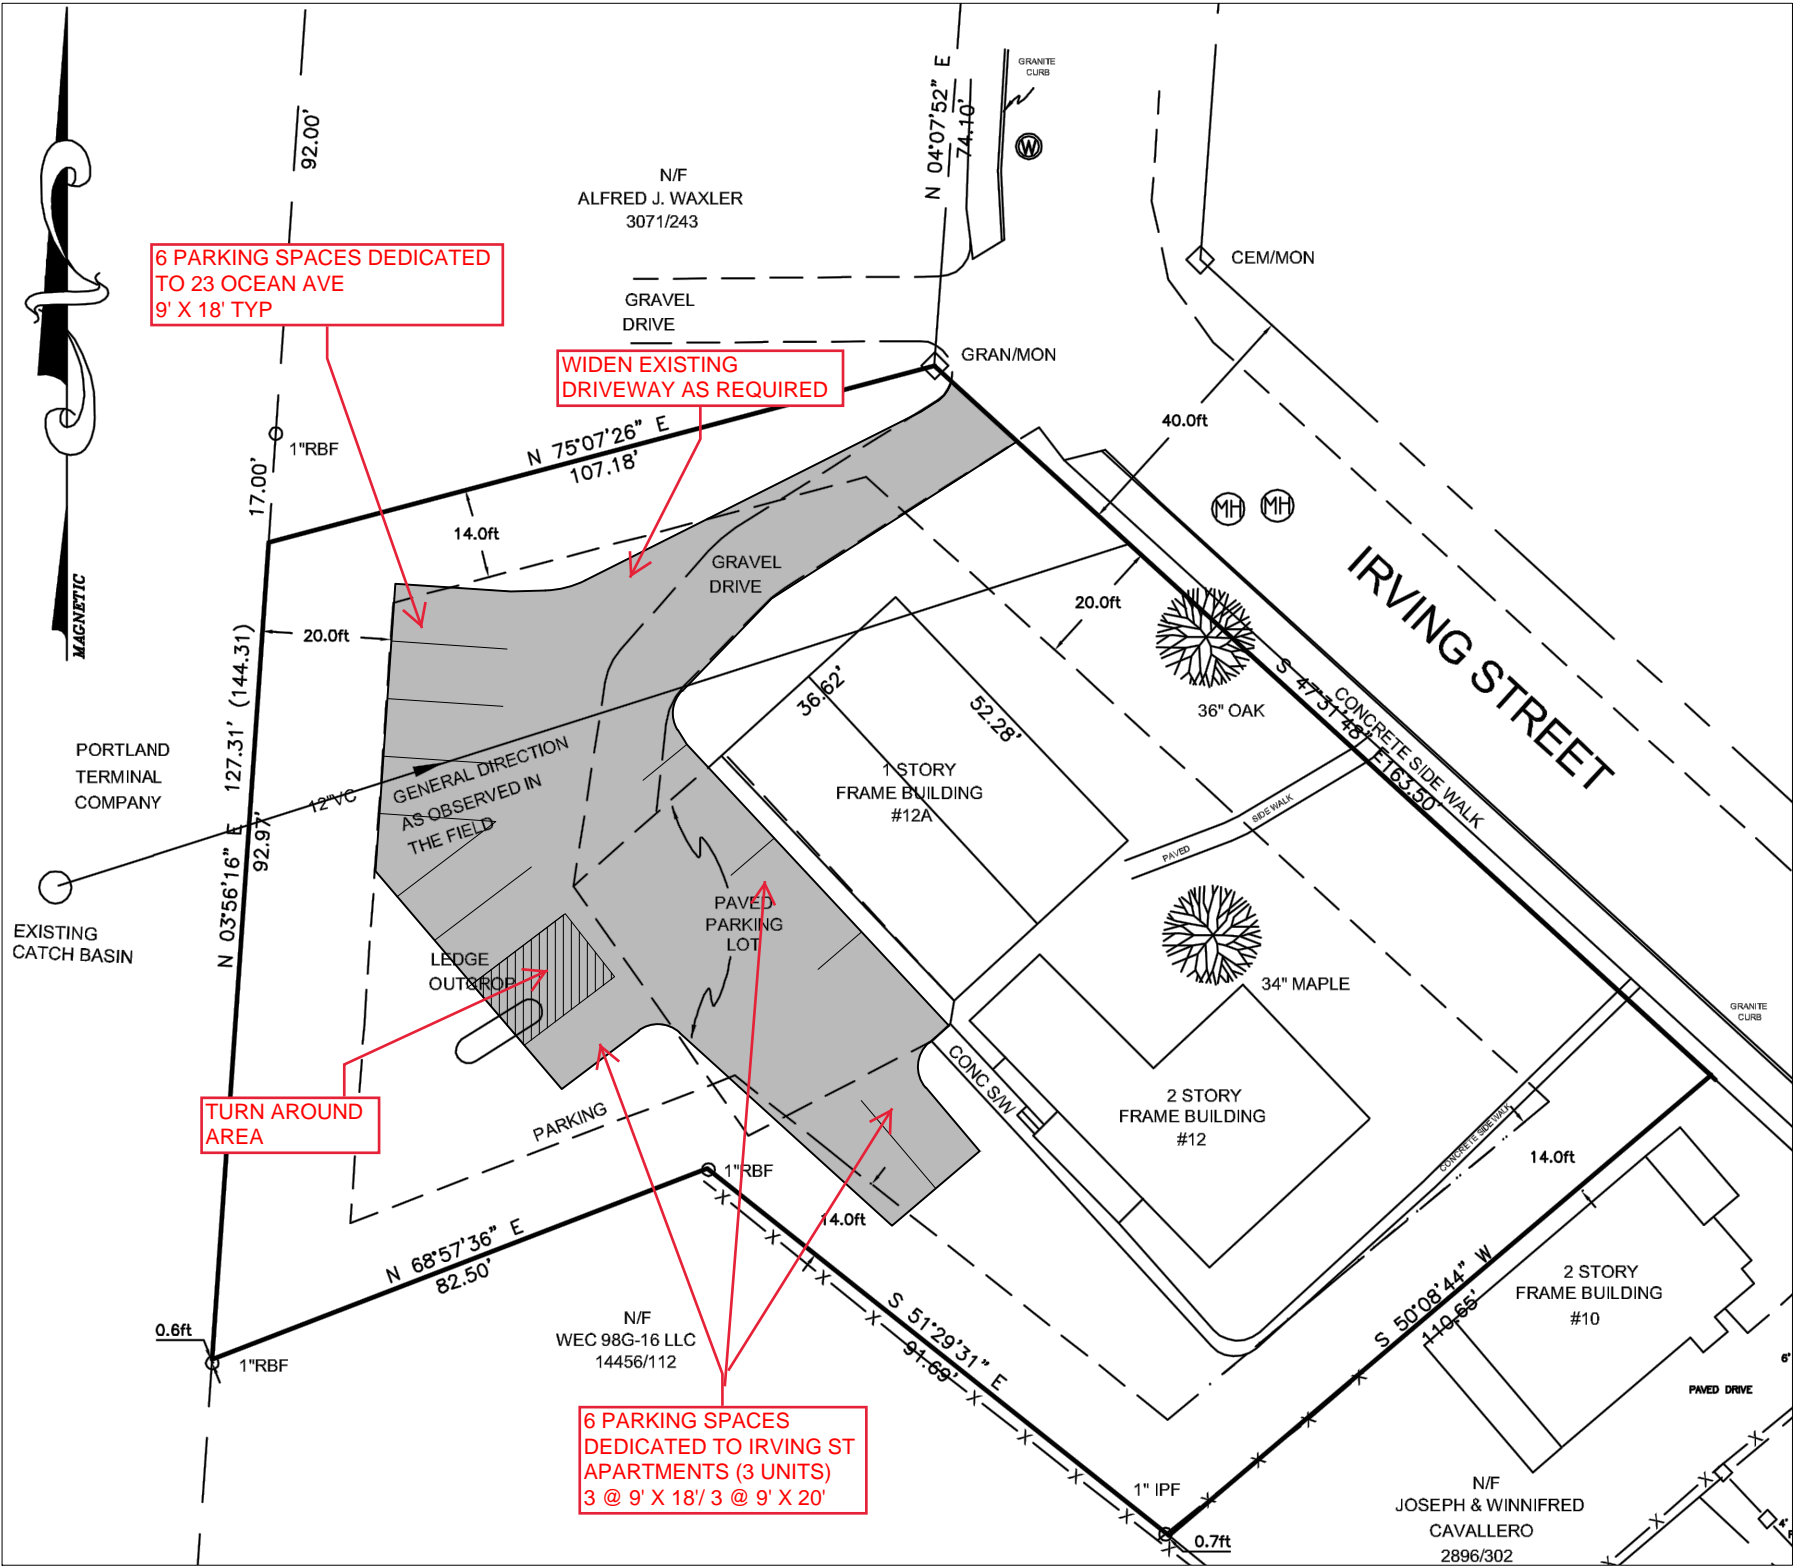 92.00'
N 04°07'52" E
74.10'
GRANITE
CURB
W
N/F
ALFRED J. WAXLER
3071/243
6 PARKING SPACES DEDICATED
TO 23 OCEAN AVE
9' X 18' TYP
CEM/MON
GRAVEL
DRIVE
WIDEN EXISTING
DRIVEWAY AS REQUIRED
GRAN/MON
40.0ft
1"RBF
17.00'
N 75°07'26" E
107.18'
14.0ft
MH
MH
IRVING STREET
MAGNETIC
GRAVEL
DRIVE
20.0ft
20.0ft
36" OAK
S 47°31'48" E163.50'
CONCRETE SIDE WALK
36.62'
52.28'
PORTLAND
TERMINAL
COMPANY
N 03°56'16" E 127.31' (144.31)
92.97'
12"VC
GENERAL DIRECTION
AS OBSERVED IN
THE FIELD
1 STORY
FRAME BUILDING
#12A
SIDE WALK
PAVED
EXISTING
CATCH BASIN
PAVED
PARKING
LOT
LEDGE
OUTCROP
34" MAPLE
GRANITE
CURB
CONC S/W
2 STORY
FRAME BUILDING
#12
TURN AROUND
AREA
PARKING
CONCRETE SIDE WALK
14.0ft
1"RBF
14.0ft
N 68°57'36" E
82.50'
S 50°08'44" W
110.65'
2 STORY
FRAME BUILDING
#10
0.6ft
1"RBF
N/F
WEC 98G-16 LLC
14456/112
S 51°29'31" E
91.69'
6'
PAVED DRIVE
6 PARKING SPACES
DEDICATED TO IRVING ST
APARTMENTS (3 UNITS)
3 @ 9' X 18'/ 3 @ 9' X 20'
1" IPF
0.7ft
N/F
JOSEPH & WINNIFRED
CAVALLERO
2896/302
4'